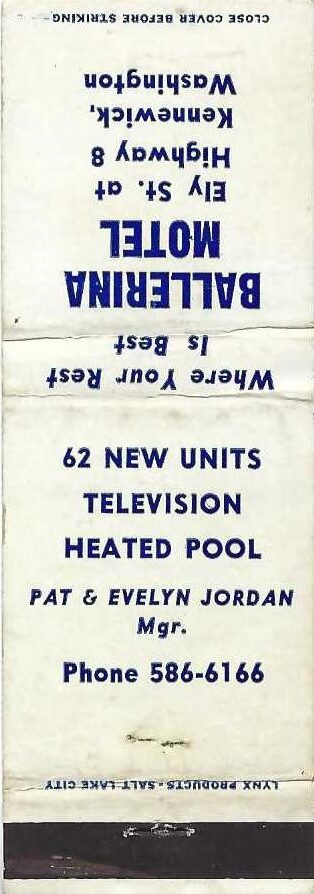 CLOSE COVER BEFORE STRIKING
Where Your Rest
Is Best
BALLERINA
MOTEL
Ely St. at
Highway 8
Kennewick,
Washington
62 NEW UNITS
TELEVISION
HEATED POOL
PAT & EVELYN JORDAN
Mgr.
Phone 586-6166
LYNX PRODUCTS - SALT LAKE CITY